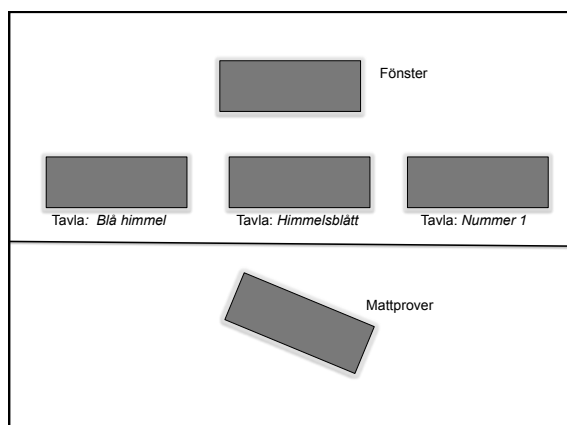 Fönster
Tavla: Blå himmel
Tavla: Himmelsblått
Tavla: Nummer 1
Mattprover